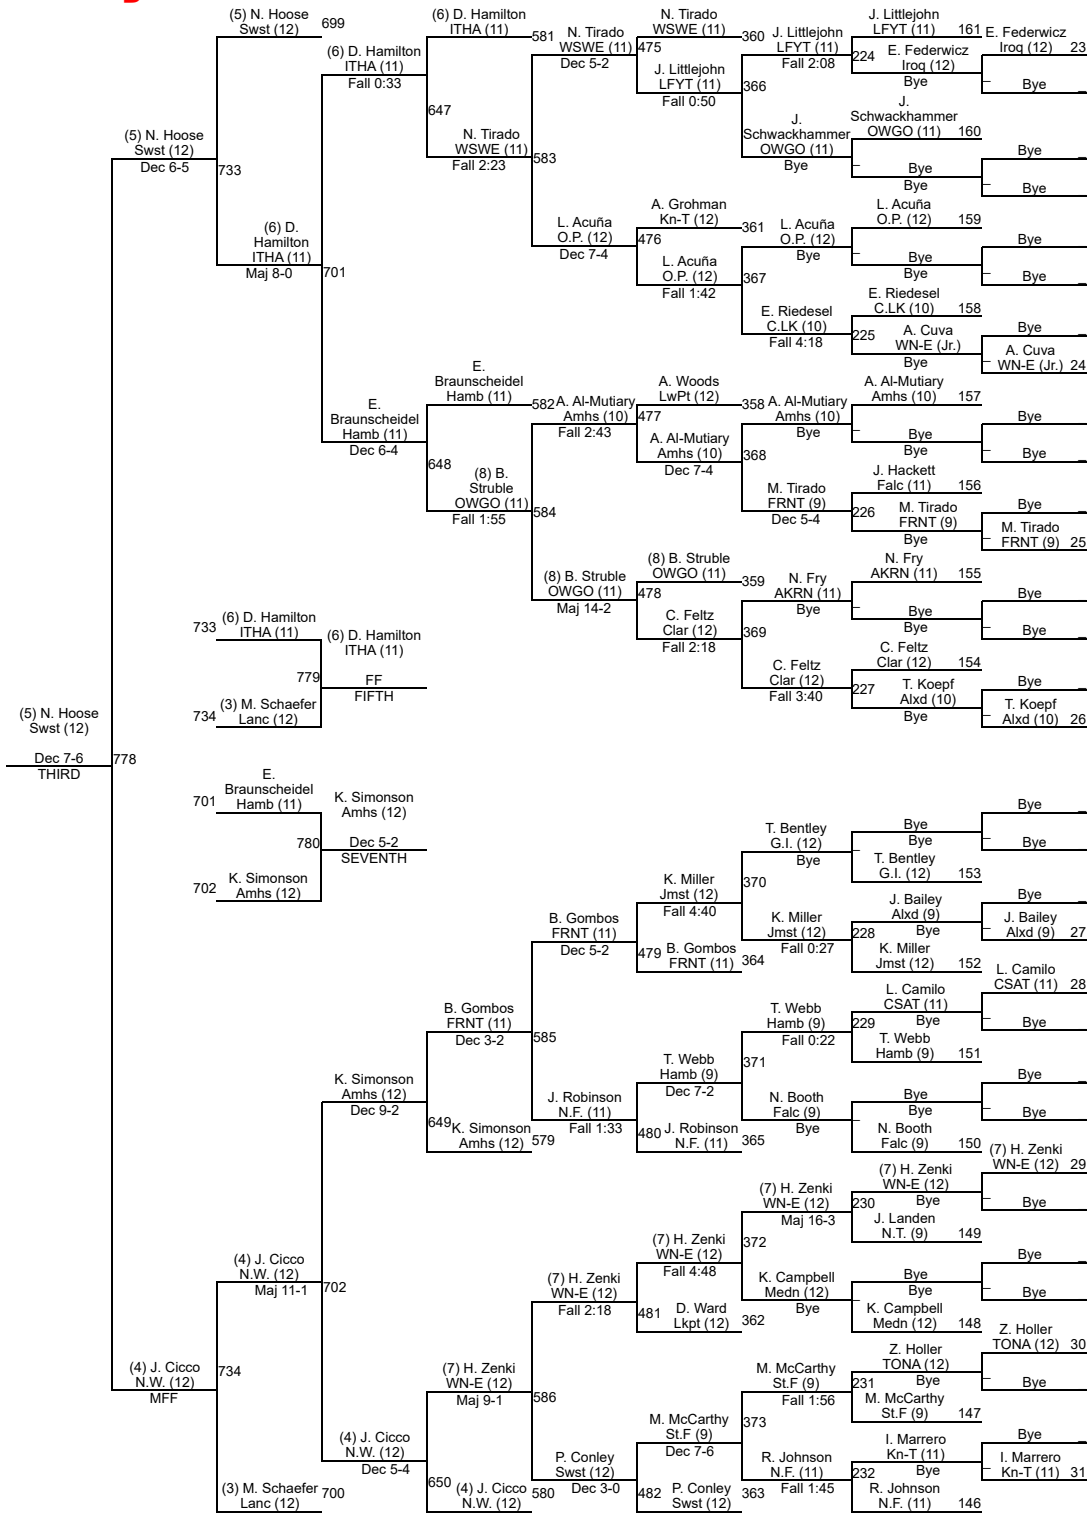 (5) N. Hoose
Swst (12)
699
(6) D. Hamilton
ITHA (11)
581
N. Tirado
WSWE (11)
Dec 5-2
475
N. Tirado
WSWE (11)
360
J. Littlejohn
LFYT (11)
Fall 2:08
J. Littlejohn
LFYT (11)
161
E. Federwicz
Iroq (12)
23
(6) D. Hamilton
ITHA (11)
Fall 0:33
224
E. Federwicz
Iroq (12)
Bye
Bye
J. Littlejohn
LFYT (11)
Fall 0:50
366
647
J.
Schwackhammer
OWGO (11)
Bye
J.
Schwackhammer
OWGO (11)
160
Bye
Bye
Bye
Bye
(5) N. Hoose
Swst (12)
Dec 6-5
733
N. Tirado
WSWE (11)
Fall 2:23
583
L. Acuña
O.P. (12)
Dec 7-4
476
A. Grohman
Kn-T (12)
361
L. Acuña
O.P. (12)
Bye
L. Acuña
O.P. (12)
159
Bye
Bye
Bye
Bye
(6) D.
Hamilton
ITHA (11)
Maj 8-0
701
L. Acuña
O.P. (12)
Fall 1:42
367
E. Riedesel
C.LK (10)
Fall 4:18
225
E. Riedesel
C.LK (10)
158
A. Cuva
WN-E (Jr.)
Bye
Bye
A. Cuva
WN-E (Jr.)
24
E.
Braunscheidel
Hamb (11)
582
A. Al-Mutiary
Amhs (10)
Fall 2:43
477
A. Woods
LwPt (12)
358
A. Al-Mutiary
Amhs (10)
Bye
A. Al-Mutiary
Amhs (10)
157
Bye
Bye
Bye
Bye
E.
Braunscheidel
Hamb (11)
Dec 6-4
648
A. Al-Mutiary
Amhs (10)
Dec 7-4
368
(8) B.
Struble
OWGO (11)
Fall 1:55
584
M. Tirado
FRNT (9)
Dec 5-4
226
J. Hackett
Falc (11)
156
M. Tirado
FRNT (9)
Bye
Bye
M. Tirado
FRNT (9)
25
(8) B. Struble
OWGO (11)
Maj 14-2
478
(8) B. Struble
OWGO (11)
359
N. Fry
AKRN (11)
Bye
N. Fry
AKRN (11)
155
Bye
Bye
Bye
Bye
C. Feltz
Clar (12)
Fall 2:18
369
C. Feltz
Clar (12)
Fall 3:40
227
C. Feltz
Clar (12)
154
T. Koepf
Alxd (10)
Bye
Bye
T. Koepf
Alxd (10)
26
733
(6) D. Hamilton
ITHA (11)
(6) D. Hamilton
ITHA (11)
779
FF
FIFTH
734
(3) M. Schaefer
Lanc (12)
(5) N. Hoose
Swst (12)
Dec 7-6
THIRD
778
701
E.
Braunscheidel
Hamb (11)
K. Simonson
Amhs (12)
780
Dec 5-2
SEVENTH
702
K. Simonson
Amhs (12)
T. Bentley
G.I. (12)
Bye
Bye
T. Bentley
G.I. (12)
153
Bye
Bye
K. Miller
Jmst (12)
Fall 4:40
370
K. Miller
Jmst (12)
Fall 0:27
228
J. Bailey
Alxd (9)
Bye
K. Miller
Jmst (12)
152
Bye
J. Bailey
Alxd (9)
27
B. Gombos
FRNT (11)
Dec 5-2
479
B. Gombos
FRNT (11)
364
B. Gombos
FRNT (11)
Dec 3-2
585
T. Webb
Hamb (9)
Fall 0:22
229
L. Camilo
CSAT (11)
Bye
T. Webb
Hamb (9)
151
L. Camilo
CSAT (11)
28
Bye
T. Webb
Hamb (9)
Dec 7-2
371
K. Simonson
Amhs (12)
Dec 9-2
649
K. Simonson
Amhs (12)
579
J. Robinson
N.F. (11)
Fall 1:33
480
J. Robinson
N.F. (11)
365
N. Booth
Falc (9)
Bye
Bye
Bye
N. Booth
Falc (9)
150
Bye
Bye
(7) H. Zenki
WN-E (12)
Maj 16-3
230
(7) H. Zenki
WN-E (12)
Bye
J. Landen
N.T. (9)
149
(7) H. Zenki
WN-E (12)
29
Bye
(7) H. Zenki
WN-E (12)
Fall 4:48
372
(4) J. Cicco
N.W. (12)
Maj 11-1
702
(7) H. Zenki
WN-E (12)
Fall 2:18
481
D. Ward
Lkpt (12)
362
K. Campbell
Medn (12)
Bye
Bye
Bye
K. Campbell
Medn (12)
148
Bye
Bye
(4) J. Cicco
N.W. (12)
MFF
734
(7) H. Zenki
WN-E (12)
Maj 9-1
586
M. McCarthy
St.F (9)
Fall 1:56
231
Z. Holler
TONA (12)
Bye
M. McCarthy
St.F (9)
147
Z. Holler
TONA (12)
30
Bye
M. McCarthy
St.F (9)
Dec 7-6
373
(4) J. Cicco
N.W. (12)
Dec 5-4
650
(4) J. Cicco
N.W. (12)
580
P. Conley
Swst (12)
Dec 3-0
482
P. Conley
Swst (12)
363
R. Johnson
N.F. (11)
Fall 1:45
232
I. Marrero
Kn-T (11)
Bye
R. Johnson
N.F. (11)
146
Bye
I. Marrero
Kn-T (11)
31
(3) M. Schaefer
Lanc (12)
700